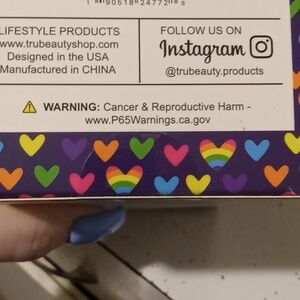 LIFESTYLE PRODUCTS
www.trubeautyshop.com
Designed in the USA
Manufactured in CHINA
FOLLOW US ON
Instagram
@trubeauty.products
WARNING: Cancer & Reproductive Harm -
www.P65Warnings.ca.gov